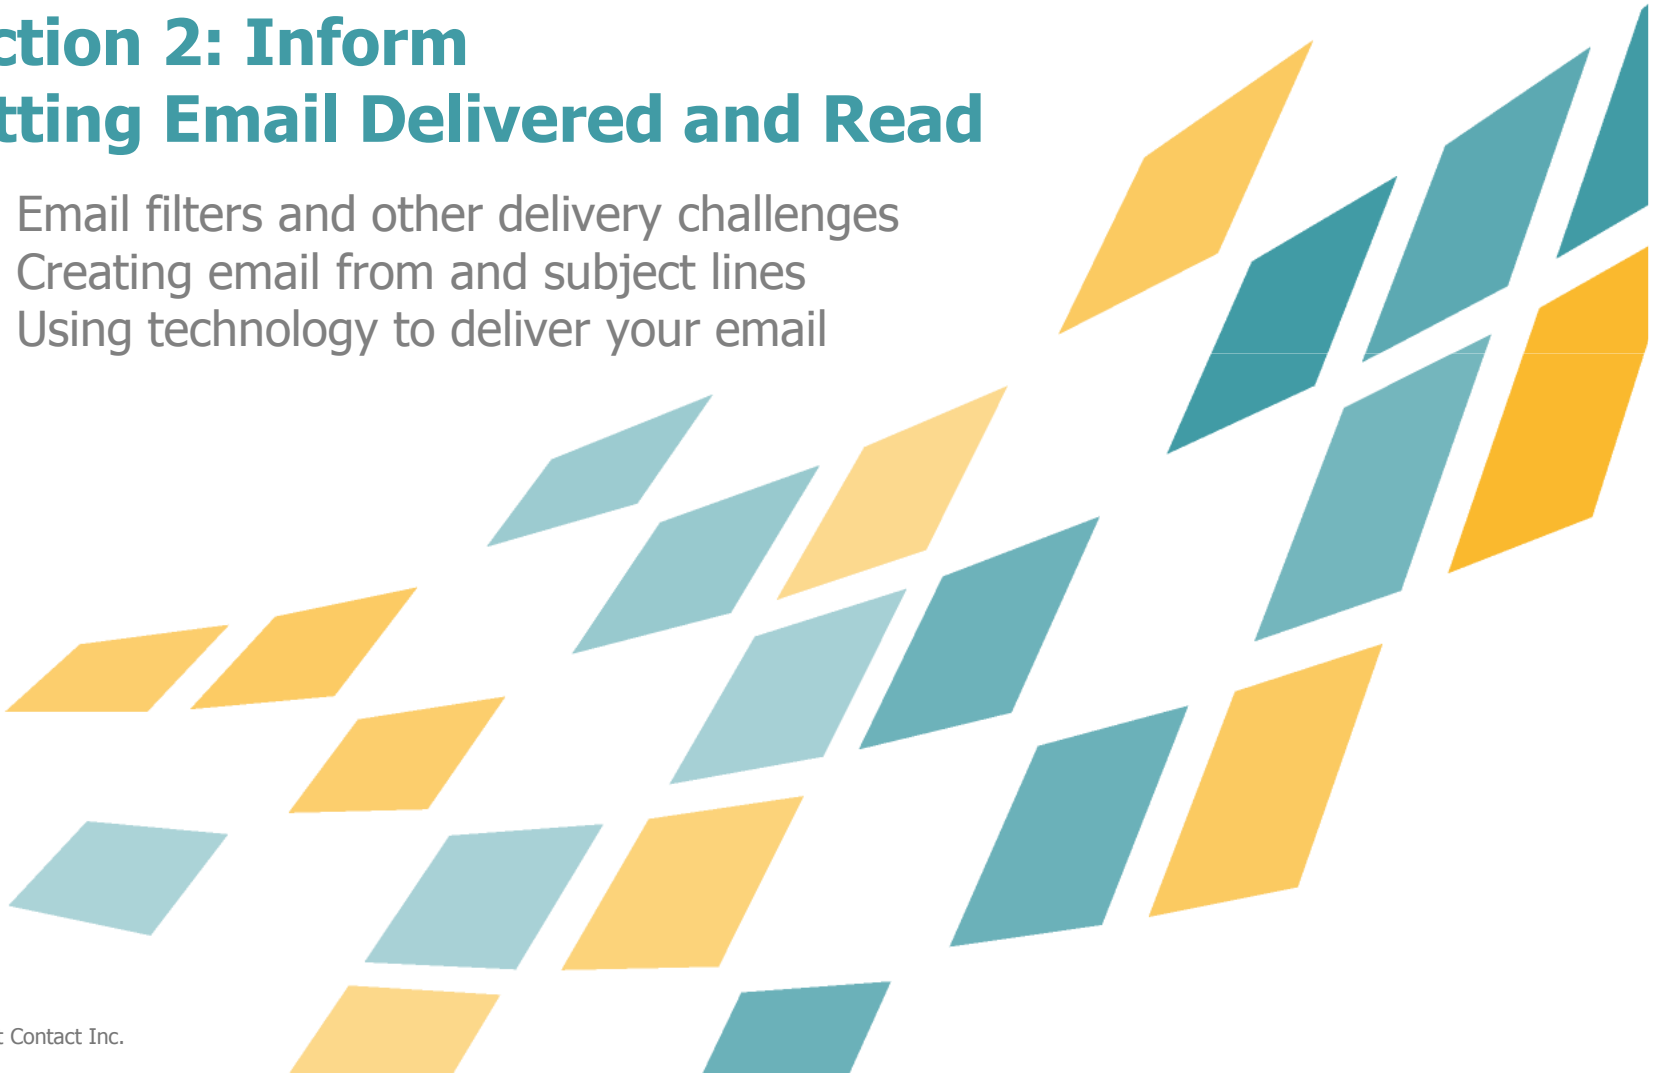 ction 2: Inform
tting Email Delivered and Read
Email filters and other delivery challenges
Creating email from and subject lines
Using technology to deliver your email
t Contact Inc.